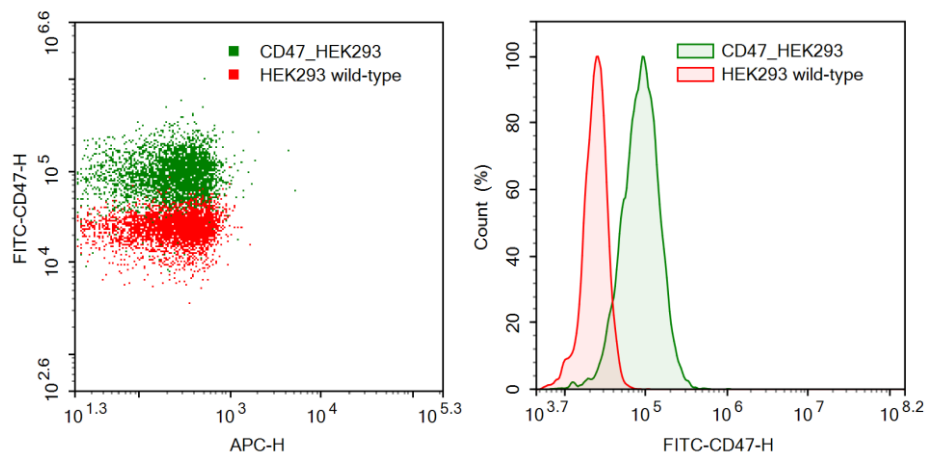 10^6.6
10^5
10^4
10^2.6
FITC-CD47-H
CD47_HEK293
HEK293 wild-type
10^1.3
10^3
10^4
10^5.3
APC-H
100
80
60
40
20
0
Count (%)
CD47_HEK293
HEK293 wild-type
10^3.7
10^5
10^6
10^7
10^8.2
FITC-CD47-H